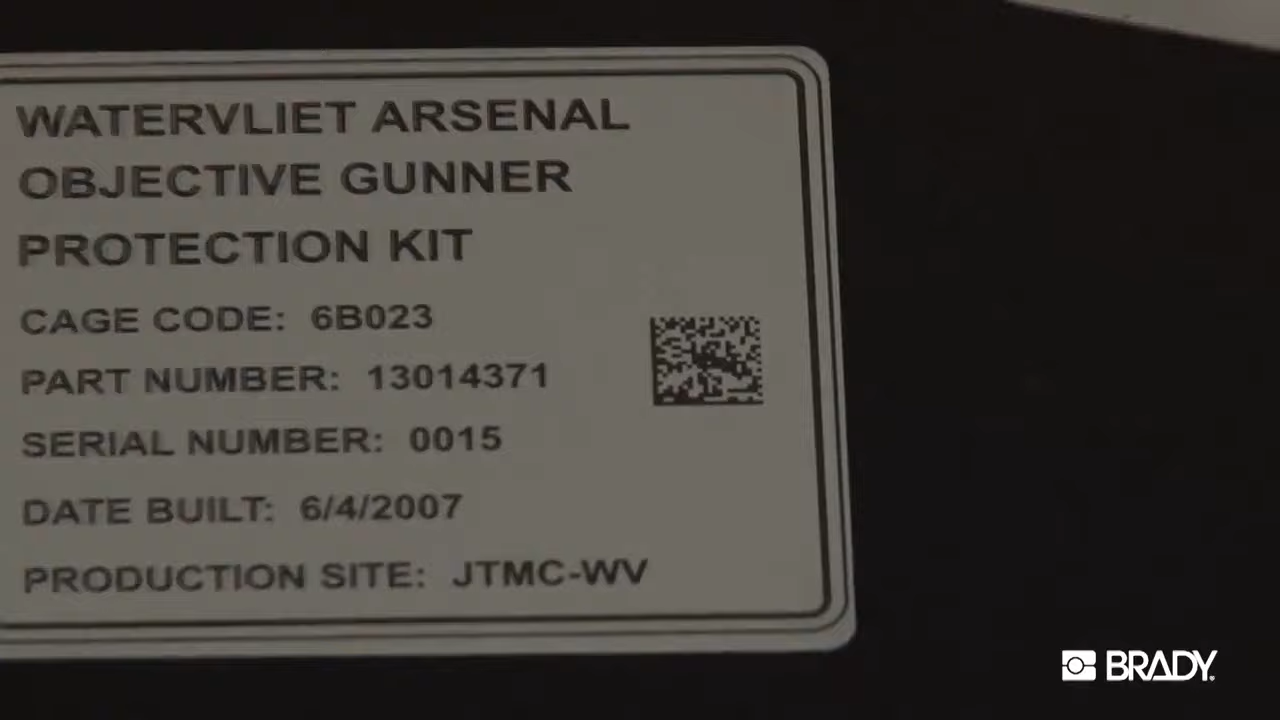 WATERVLIET ARSENAL
OBJECTIVE GUNNER
PROTECTION KIT
CAGE CODE: 6B023
PART NUMBER: 13014371
SERIAL NUMBER: 0015
DATE BUILT: 6/4/2007
PRODUCTION SITE: JTMC-WV
BRADY